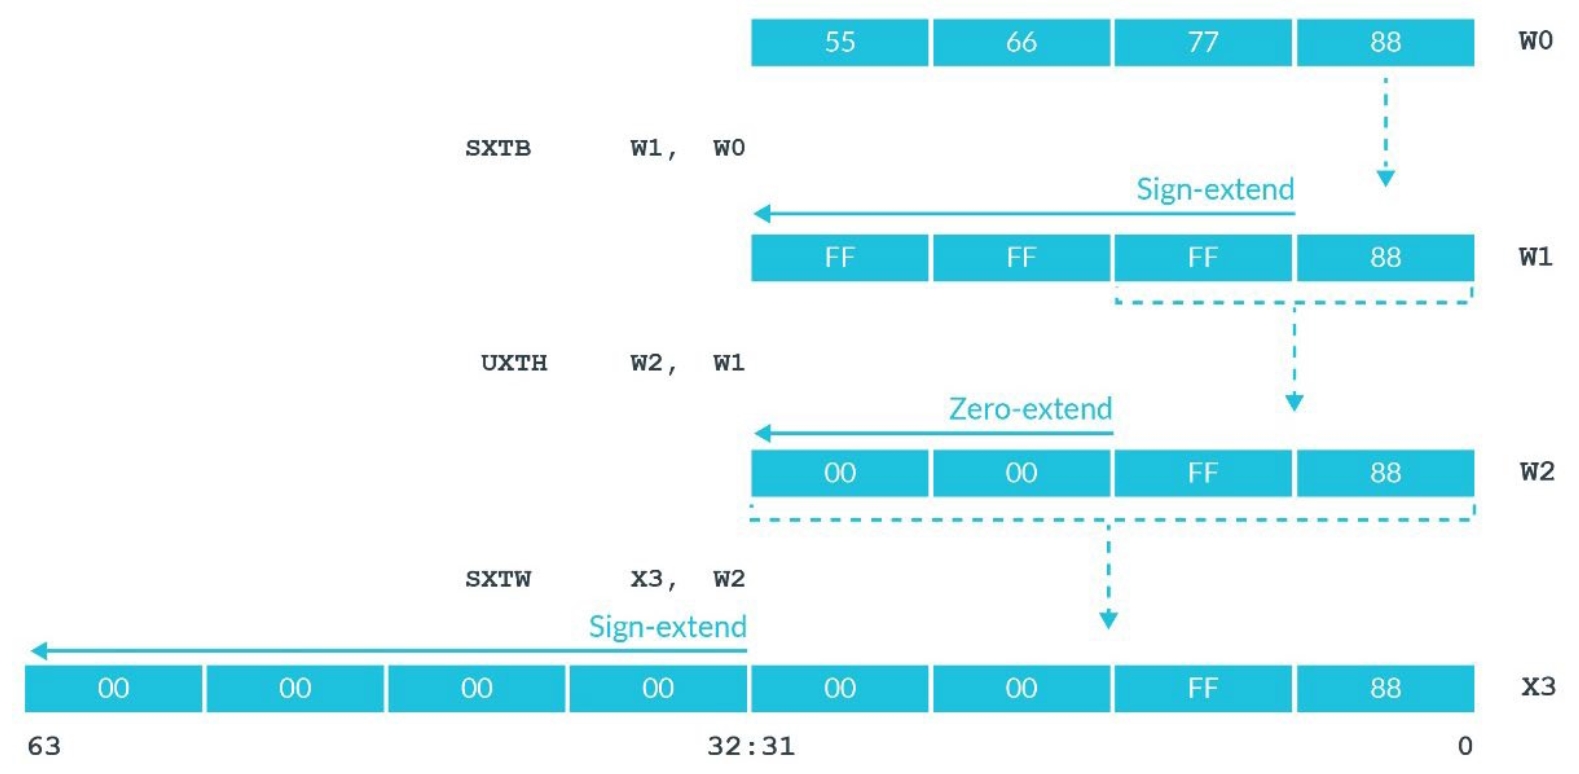 55 66 77 88 W0
SXTB W1, W0
Sign-extend
FF FF FF 88 W1
UXTH W2, W1
Zero-extend
00 00 FF 88 W2
SXTW X3, W2
Sign-extend
00 00 00 00 00 00 FF 88 X3
63 32:31 0